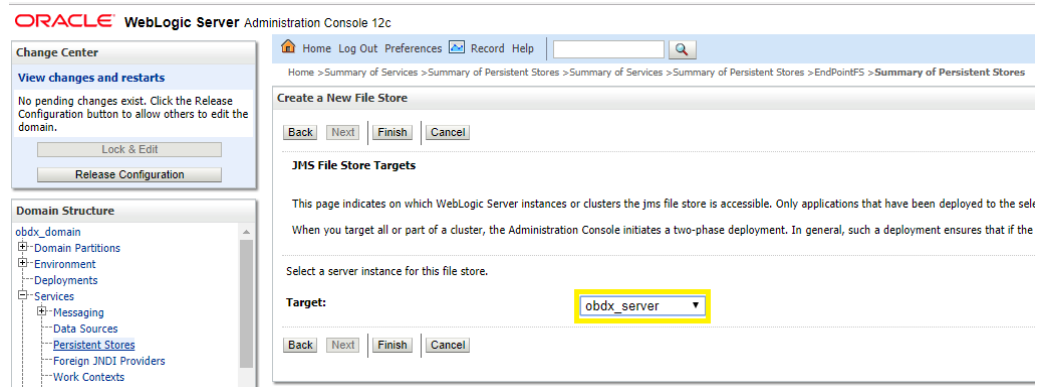 ORACLE WebLogic Server Administration Console 12c
Change Center
View changes and restarts
No pending changes exist. Click the Release
Configuration button to allow others to edit the
domain.
Lock & Edit
Release Configuration
Domain Structure
obdx_domain
Domain Partitions
Environment
Deployments
Services
Messaging
Data Sources
Persistent Stores
Foreign JNDI Providers
Work Contexts
Home Log Out Preferences Record Help
Home >Summary of Services >Summary of Persistent Stores >Summary of Services >Summary of Persistent Stores >EndPointFS >Summary of Persistent Stores
Create a New File Store
Back Next Finish Cancel
JMS File Store Targets
This page indicates on which WebLogic Server instances or clusters the jms file store is accessible. Only applications that have been deployed to the sele
When you target all or part of a cluster, the Administration Console initiates a two-phase deployment. In general, such a deployment ensures that if the
Select a server instance for this file store.
Target: obdx_server
Back Next Finish Cancel